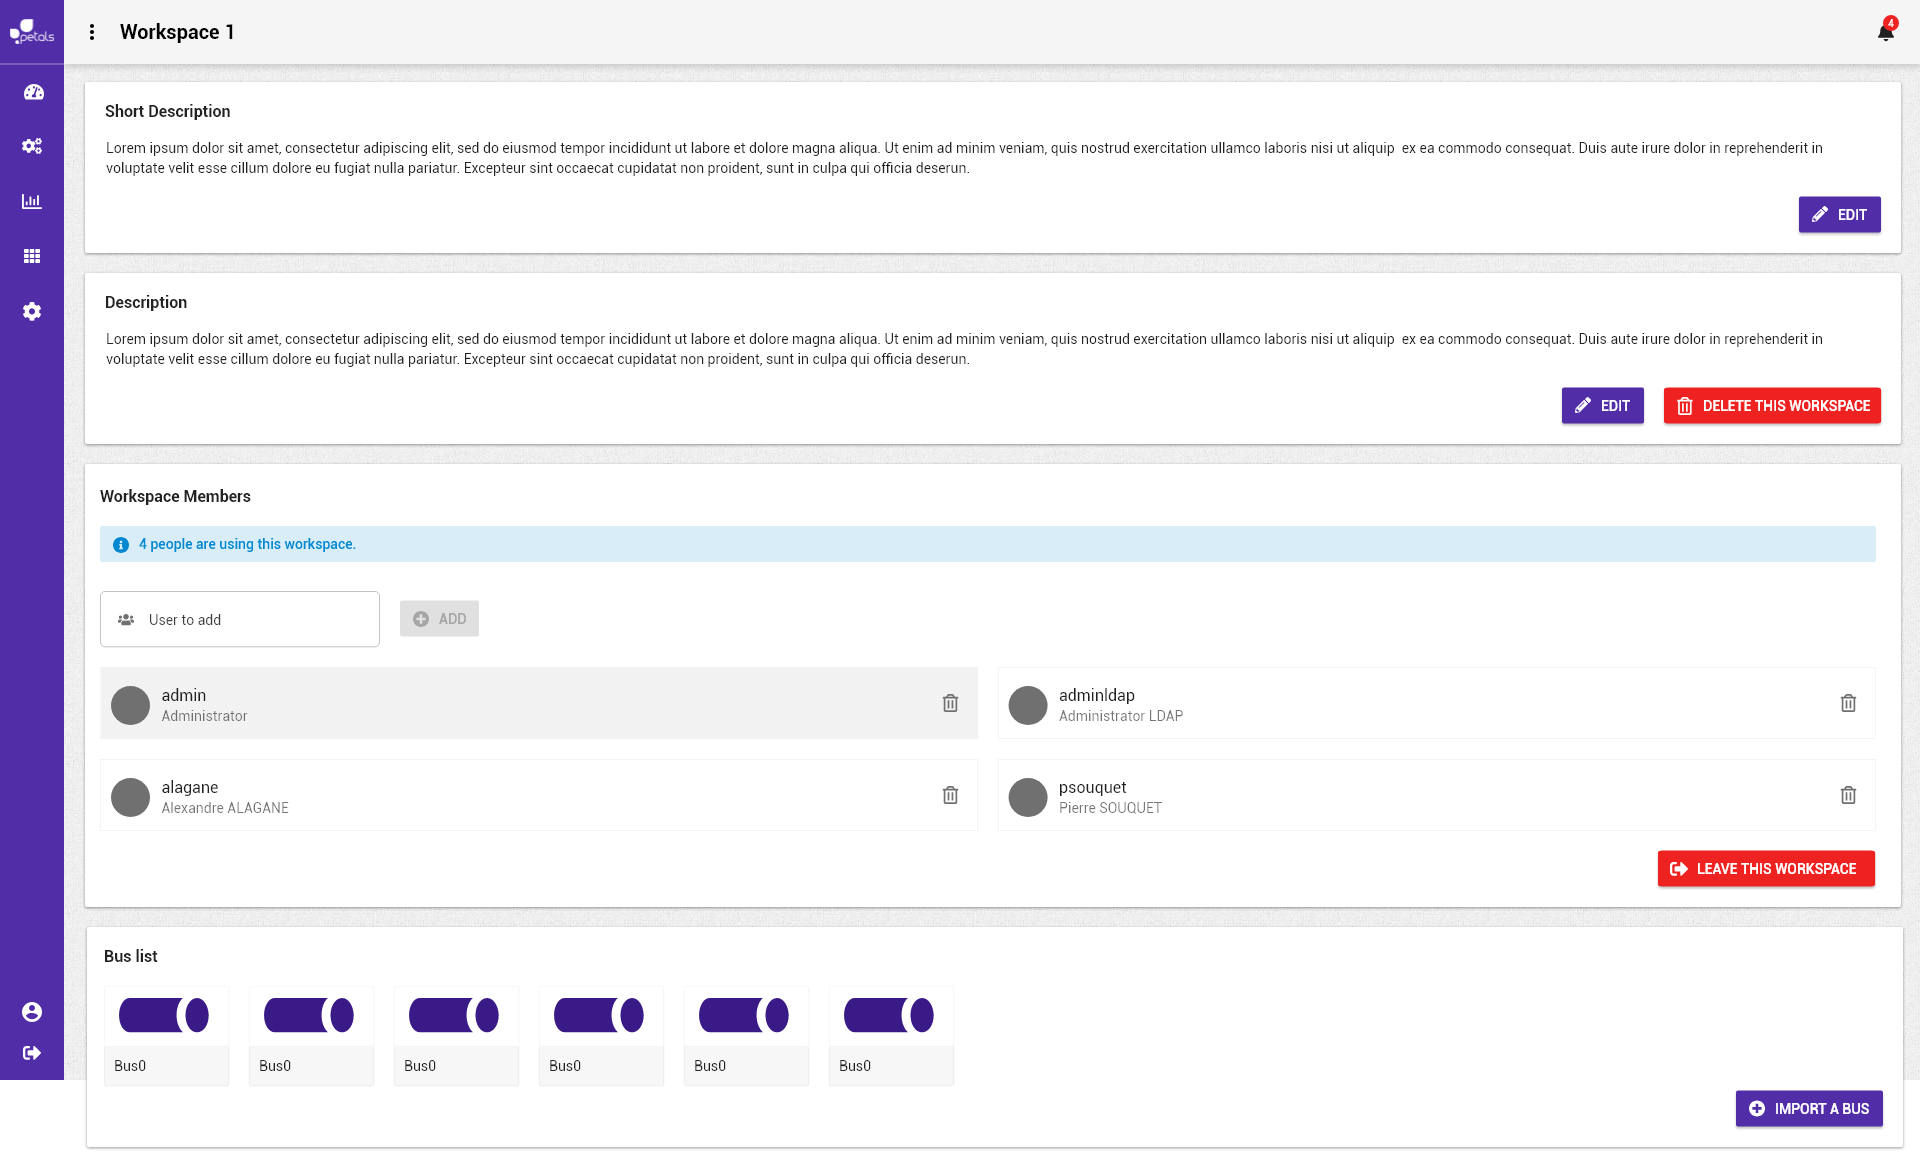 petals
Workspace 1
4
Short Description
Lorem ipsum dolor sit amet, consectetur adipiscing elit, sed do eiusmod tempor incididunt ut labore et dolore magna aliqua. Ut enim ad minim veniam, quis nostrud exercitation ullamco laboris nisi ut aliquip  ex ea commodo consequat. Duis aute irure dolor in reprehenderit in
voluptate velit esse cillum dolore eu fugiat nulla pariatur. Excepteur sint occaecat cupidatat non proident, sunt in culpa qui officia deserun.
EDIT
Description
Lorem ipsum dolor sit amet, consectetur adipiscing elit, sed do eiusmod tempor incididunt ut labore et dolore magna aliqua. Ut enim ad minim veniam, quis nostrud exercitation ullamco laboris nisi ut aliquip  ex ea commodo consequat. Duis aute irure dolor in reprehenderit in
voluptate velit esse cillum dolore eu fugiat nulla pariatur. Excepteur sint occaecat cupidatat non proident, sunt in culpa qui officia deserun.
EDIT
DELETE THIS WORKSPACE
Workspace Members
4 people are using this workspace.
User to add
ADD
admin
Administrator
adminldap
Administrator LDAP
alagane
Alexandre ALAGANE
psouquet
Pierre SOUQUET
LEAVE THIS WORKSPACE
Bus list
Bus0
Bus0
Bus0
Bus0
Bus0
Bus0
IMPORT A BUS